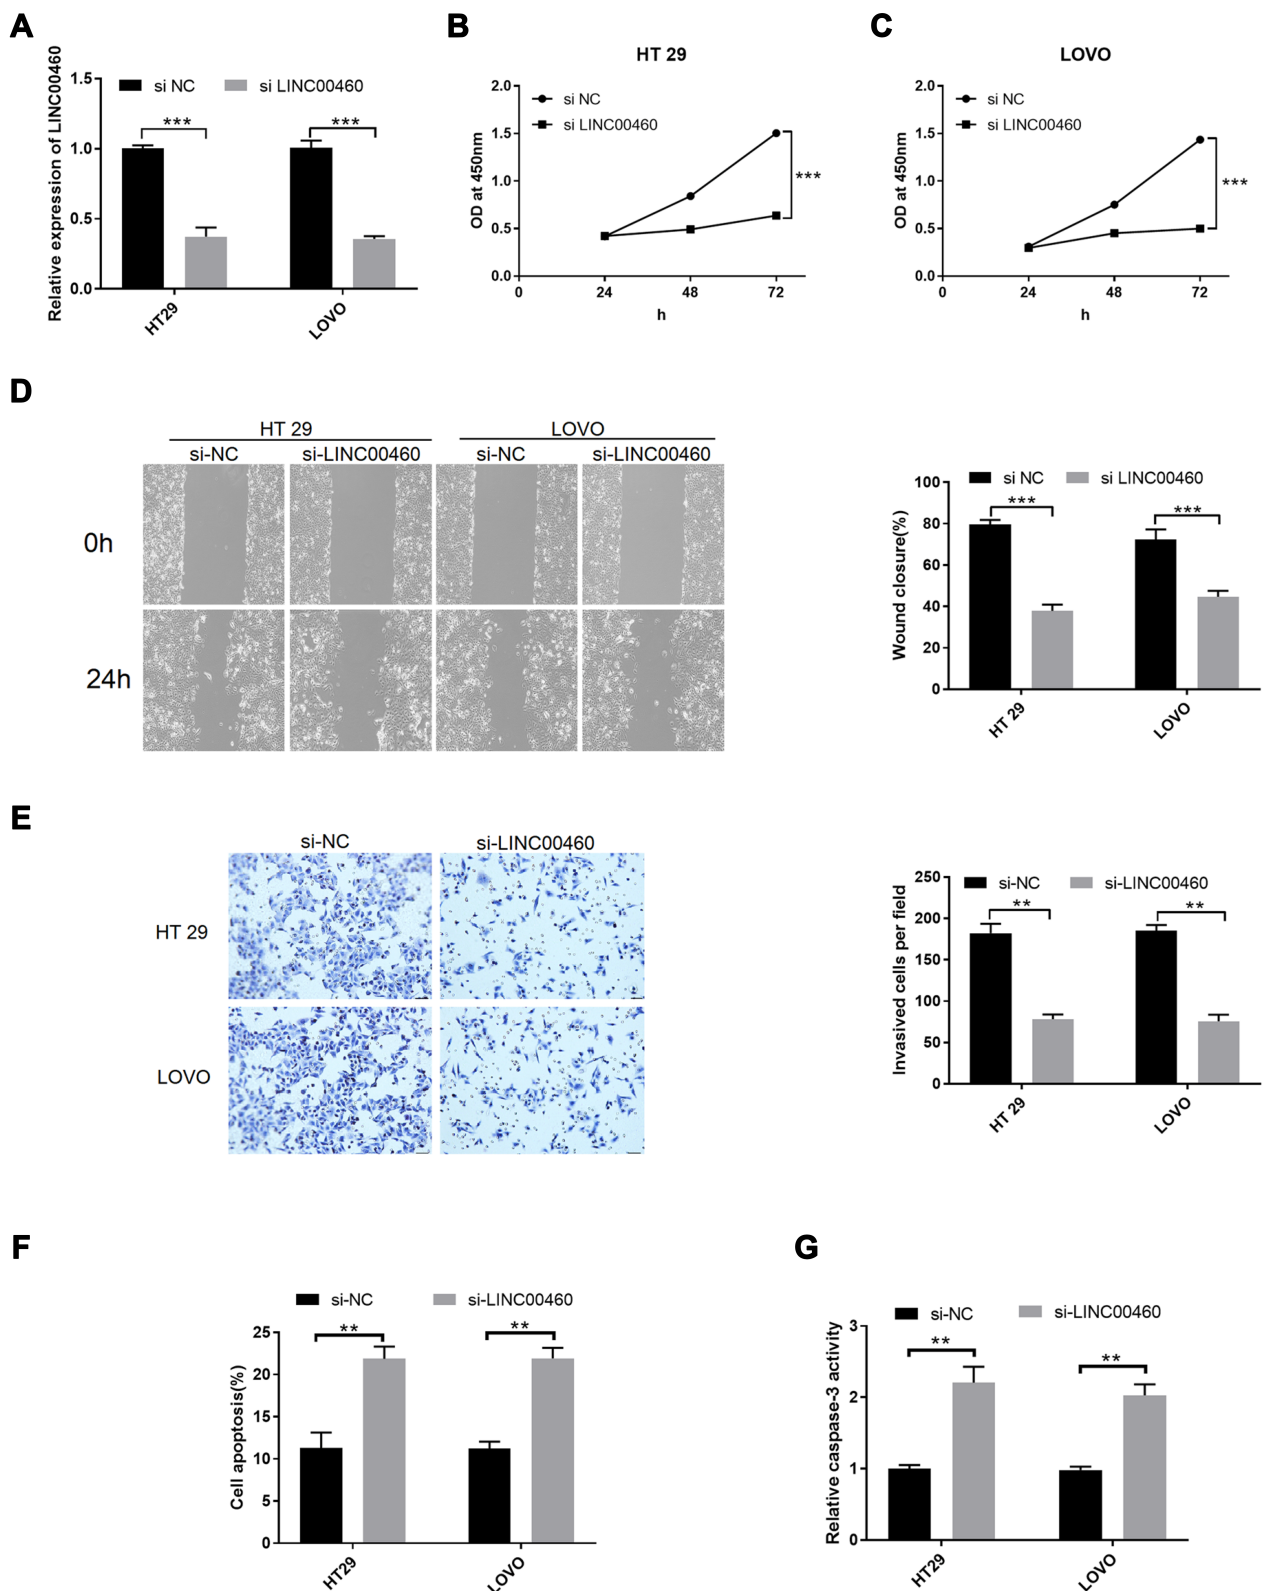 A
Relative expression of LINC00460
si NC
si LINC00460
1.5
1.0
0.5
0.0
***
***
HT29
LOVO
B
HT 29
OD at 450nm
si NC
si LINC00460
2.0
1.5
1.0
0.5
0.0
***
0
24
48
72
h
C
LOVO
OD at 450nm
si NC
si LINC00460
2.0
1.5
1.0
0.5
0.0
***
0
24
48
72
h
D
HT 29
LOVO
si-NC
si-LINC00460
si-NC
si-LINC00460
0h
24h
Wound closure(%)
si NC
si LINC00460
100
80
60
40
20
0
***
***
HT 29
LOVO
E
si-NC
si-LINC00460
HT 29
LOVO
Invasived cells per field
si-NC
si-LINC00460
250
200
150
100
50
0
**
**
HT 29
LOVO
F
Cell apoptosis(%)
si-NC
si-LINC00460
25
20
15
10
5
0
**
**
HT29
LOVO
G
Relative caspase-3 activity
si-NC
si-LINC00460
3
2
1
0
**
**
HT29
LOVO